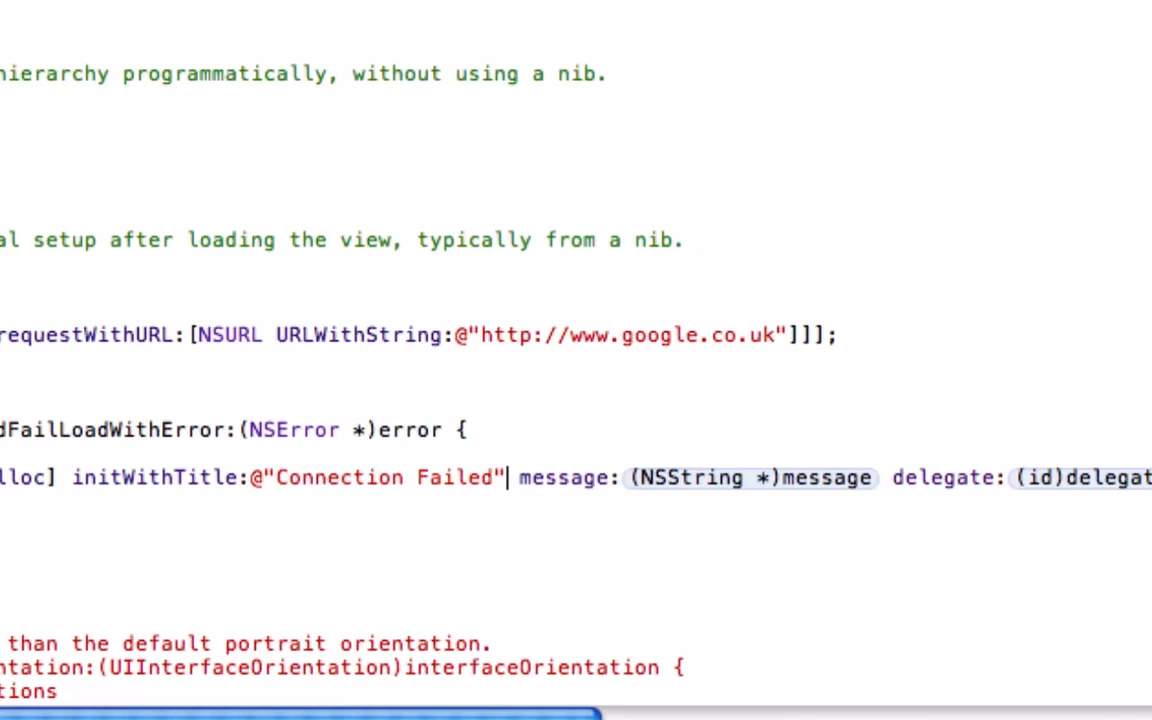 hierarchy programmatically, without using a nib.
al setup after loading the view, typically from a nib.
requestWithURL:[NSURL URLWithString:@"http://www.google.co.uk"]]];
dFailLoadWithError:(NSError *)error {
lloc] initWithTitle:@"Connection Failed" message:(NSString *)message delegate:(id)delegat
than the default portrait orientation.
ntation:(UIInterfaceOrientation)interfaceOrientation {
tions